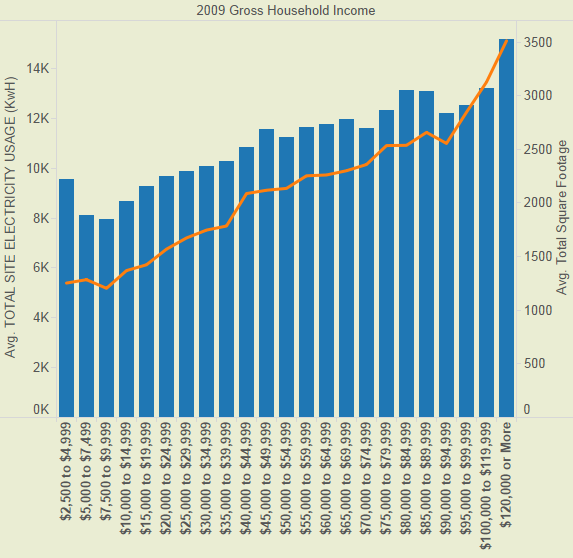 2009 Gross Household Income
Avg. TOTAL SITE ELECTRICITY USAGE (KwH)
14K
12K
10K
8K
6K
4K
2K
0K
3500
3000
2500
2000
1500
1000
500
0
Avg. Total Square Footage
$2,500 to $4,999
$5,000 to $7,499
$7,500 to $9,999
$10,000 to $14,999
$15,000 to $19,999
$20,000 to $24,999
$25,000 to $29,999
$30,000 to $34,999
$35,000 to $39,999
$40,000 to $44,999
$45,000 to $49,999
$50,000 to $54,999
$55,000 to $59,999
$60,000 to $64,999
$65,000 to $69,999
$70,000 to $74,999
$75,000 to $79,999
$80,000 to $84,999
$85,000 to $89,999
$90,000 to $94,999
$95,000 to $99,999
$100,000 to $119,999
$120,000 or More